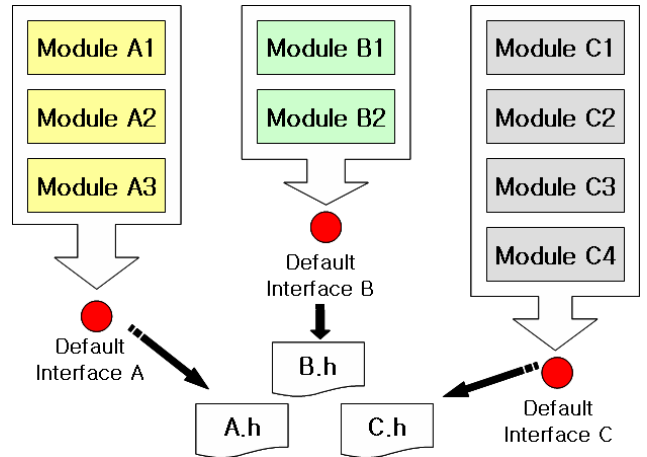 Module A1
Module A2
Module A3
Default
Interface A
Module B1
Module B2
Default
Interface B
Module C1
Module C2
Module C3
Module C4
Default
Interface C
B.h
A.h
C.h